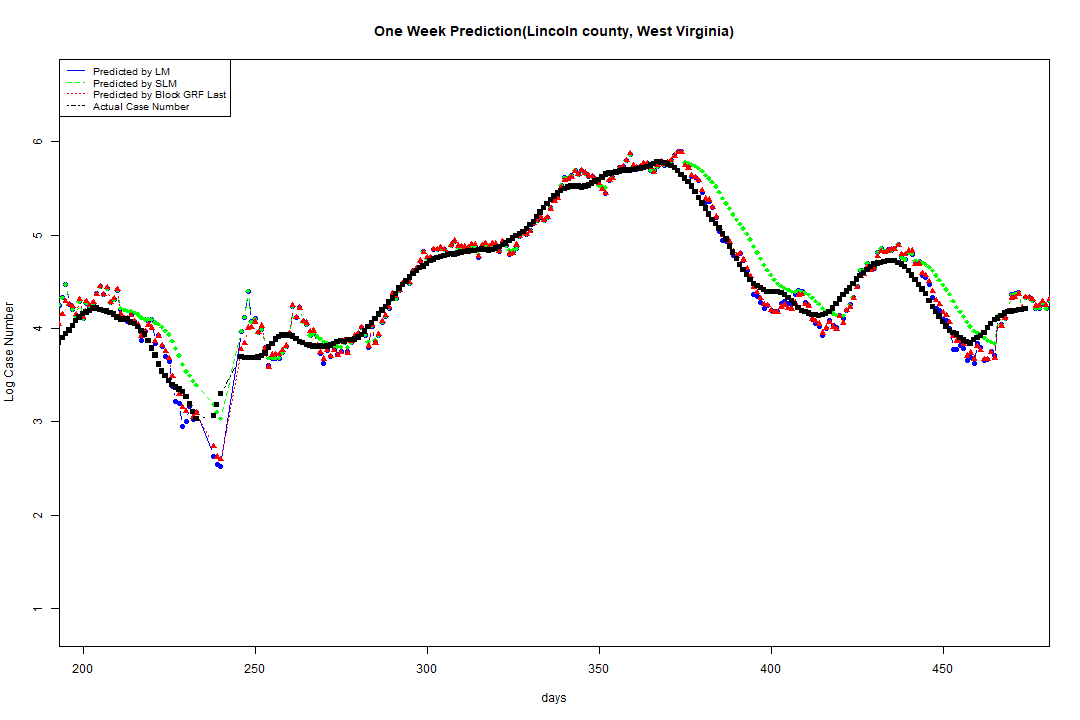 One Week Prediction(Lincoln county, West Virginia)
Predicted by LM
Predicted by SLM
Predicted by Block GRF Last
Actual Case Number
6
5
4
3
2
1
Log Case Number
200 250 300 350 400 450
days